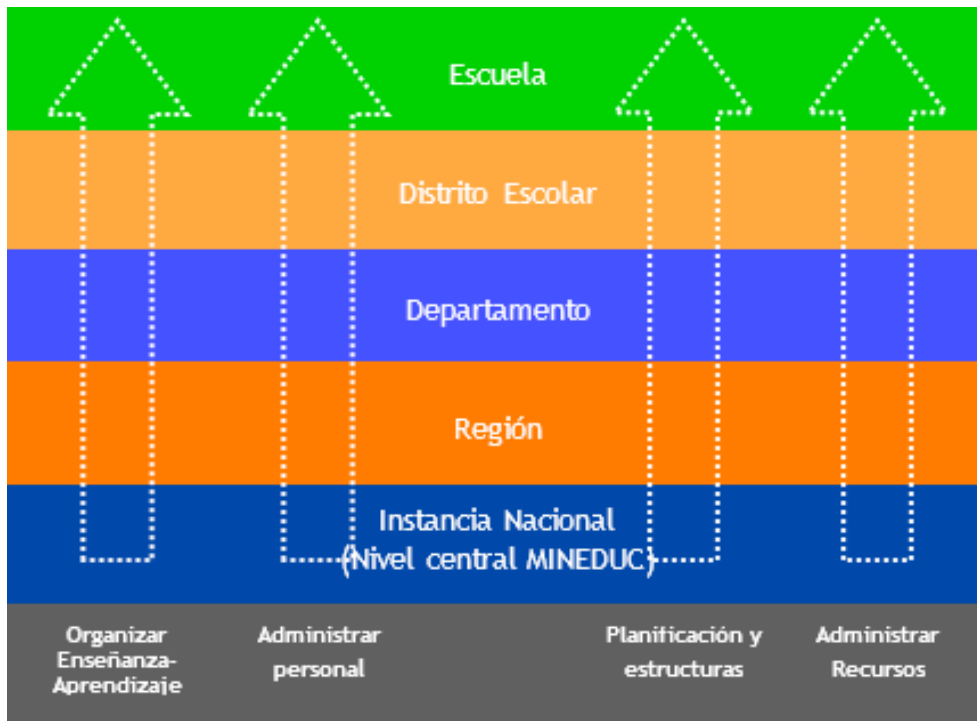 Escuela
Distrito Escolar
Departamento
Región
Instancia Nacional
(Nivel central MINEDUC)
Organizar
Enseñanza-
Aprendizaje
Administrar
personal
Planificación y
estructuras
Administrar
Recursos